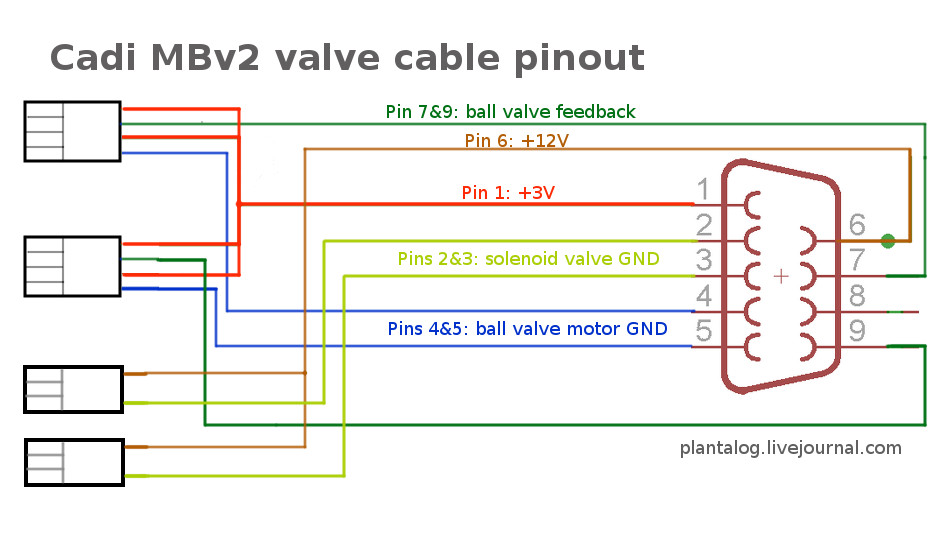 Cadi MBv2 valve cable pinout
Pin 7&9: ball valve feedback
Pin 6: +12V
Pin 1: +3V
1
2
6
Pins 2&3: solenoid valve GND
3
7
4
8
Pins 4&5: ball valve motor GND
5
9
plantalog.livejournal.com